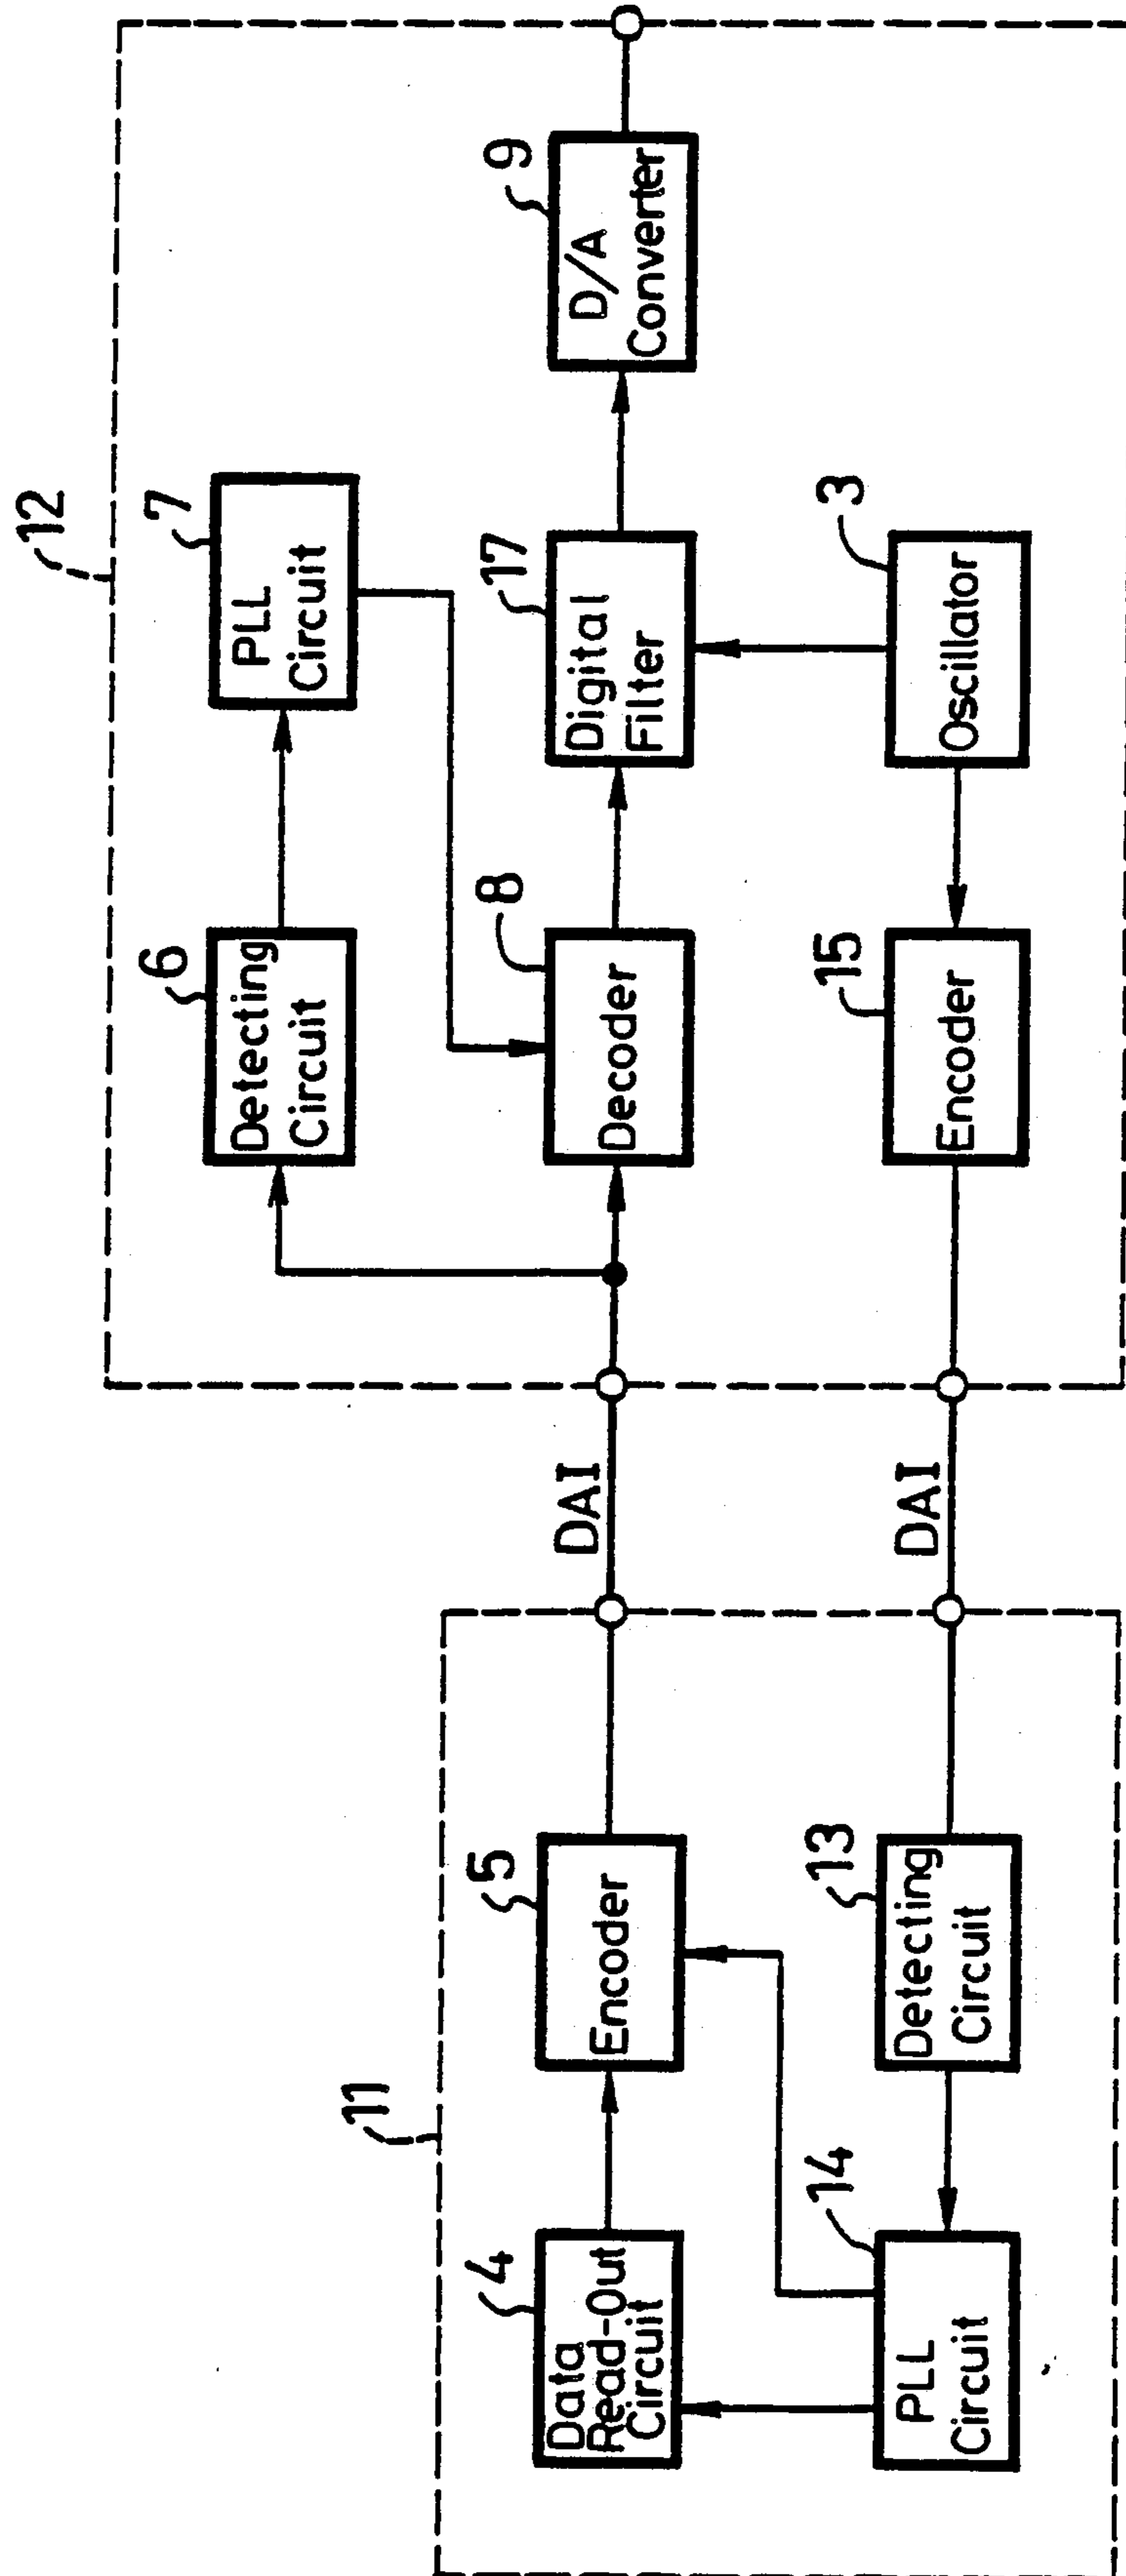 12
6
Detecting
Circuit
7
PLL
Circuit
11
4
Data
Read-Out
Circuit
5
Encoder
DAI
8
Decoder
17
Digital
Filter
9
D/A
Converter
14
PLL
Circuit
13
Detecting
Circuit
DAI
15
Encoder
3
Oscillator